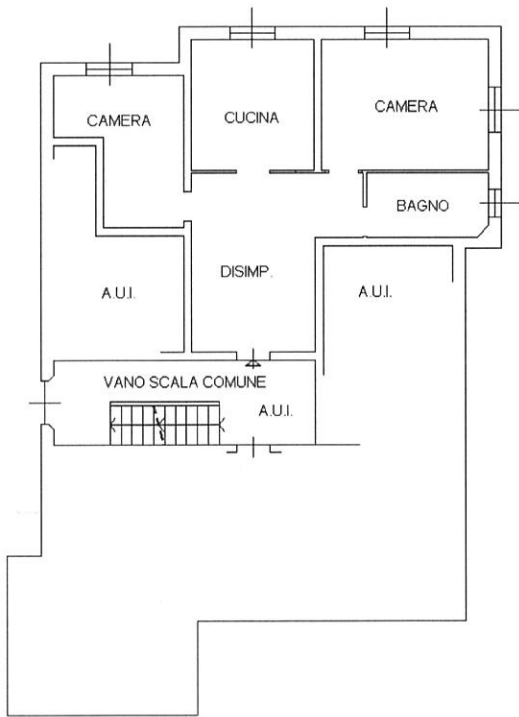 CAMERA
CUCINA
CAMERA
BAGNO
DISIMP.
A.U.I.
A.U.I.
VANO SCALA COMUNE
A.U.I.